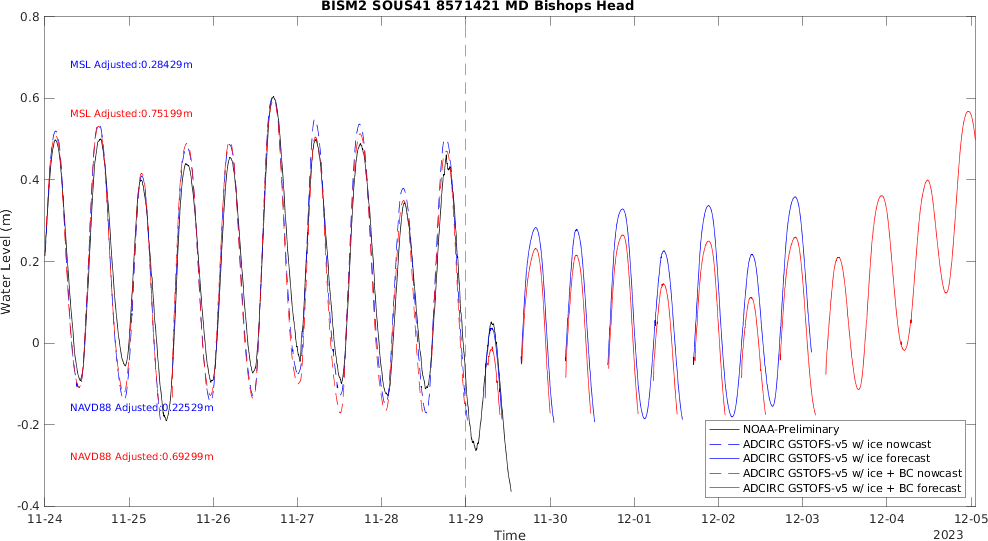 BISM2 SOUS41 8571421 MD Bishops Head
0.8
0.6
0.4
0.2
0
-0.2
-0.4
Water Level (m)
MSL Adjusted:0.28429m
MSL Adjusted:0.75199m
NAVD88 Adjusted:0.22529m
NAVD88 Adjusted:0.69299m
NOAA-Preliminary
ADCIRC GSTOFS-v5 w/ ice nowcast
ADCIRC GSTOFS-v5 w/ ice forecast
ADCIRC GSTOFS-v5 w/ ice + BC nowcast
ADCIRC GSTOFS-v5 w/ ice + BC forecast
11-24 11-25 11-26 11-27 11-28 11-29 11-30 12-01 12-02 12-03 12-04 12-05
Time
2023